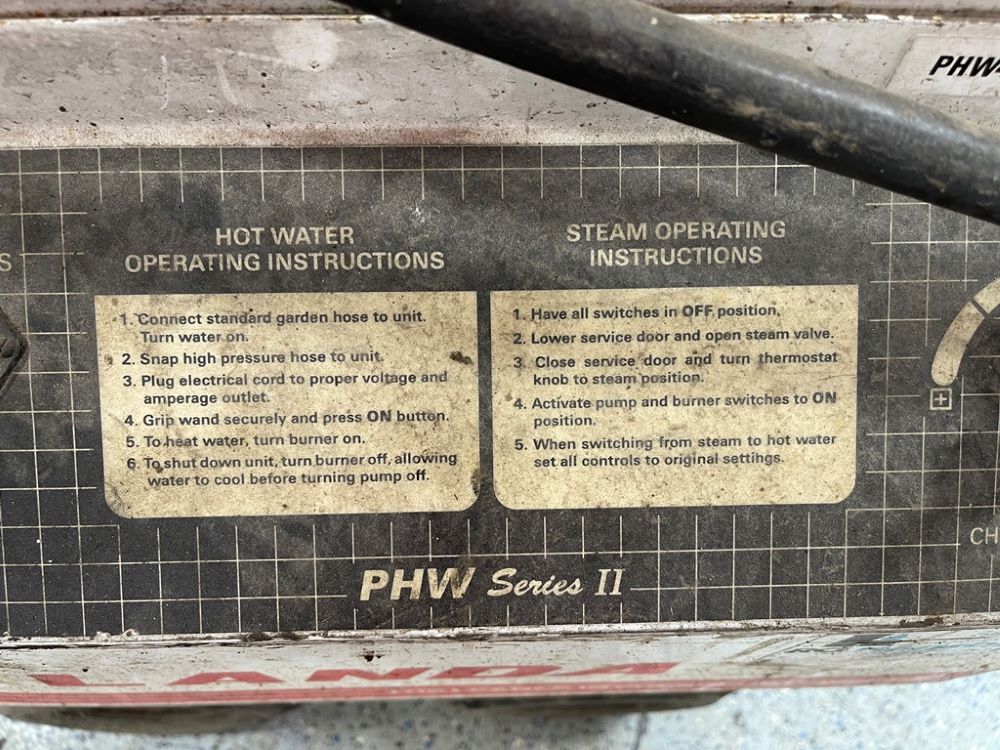 PHW
HOT WATER
OPERATING INSTRUCTIONS
1. Connect standard garden hose to unit.
Turn water on.
2. Snap high pressure hose to unit.
3. Plug electrical cord to proper voltage and
amperage outlet.
4. Grip wand securely and press ON button.
5. To heat water, turn burner on.
6. To shut down unit, turn burner off, allowing
water to cool before turning pump off.
STEAM OPERATING
INSTRUCTIONS
1. Have all switches in OFF position.
2. Lower service door and open steam valve.
3. Close service door and turn thermostat
knob to steam position.
4. Activate pump and burner switches to ON
position.
5. When switching from steam to hot water
set all controls to original settings.
S
CH
PHW Series II
LANDA